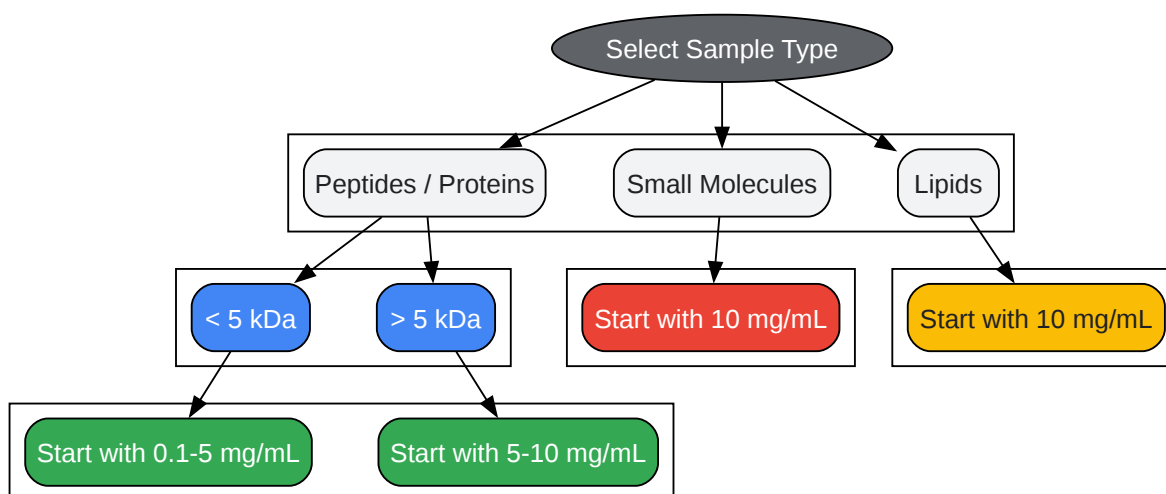 Select Sample Type
Peptides / Proteins
Small Molecules
Lipids
< 5 kDa
> 5 kDa
Start with 10 mg/mL
Start with 10 mg/mL
Start with 0.1-5 mg/mL
Start with 5-10 mg/mL